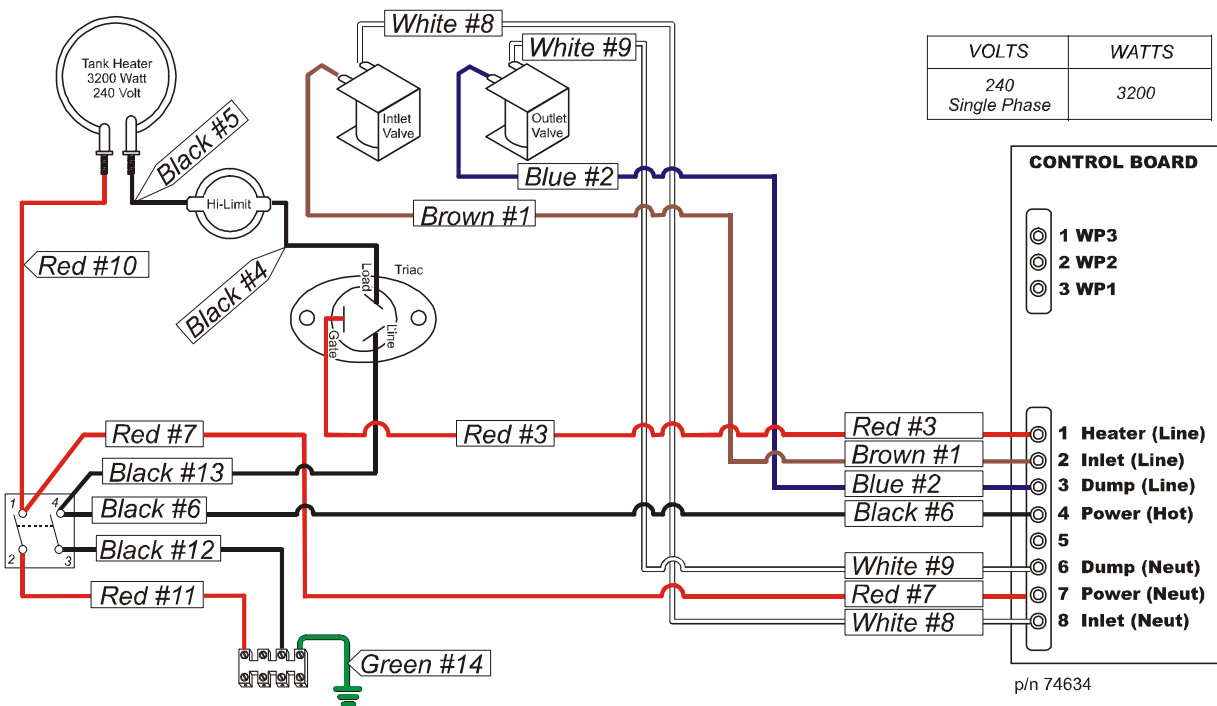 White #8
White #9
VOLTS WATTS
240
Single Phase
3200
Tank Heater
3200 Watt
240 Volt
Inlet
Valve
Outlet
Valve
Black #5
Hi-Limit
Blue #2
Brown #1
CONTROL BOARD
1 WP3
2 WP2
3 WP1
Red #10
Black #4
Triac
Load
Line
Gate
Red #7
Red #3
Red #3
1 Heater (Line)
Brown #1
2 Inlet (Line)
Black #13
Blue #2
3 Dump (Line)
1
4
Black #6
Black #6
4 Power (Hot)
5
2
3
Black #12
White #9
6 Dump (Neut)
Red #11
Red #7
7 Power (Neut)
White #8
8 Inlet (Neut)
Green #14
p/n 74634